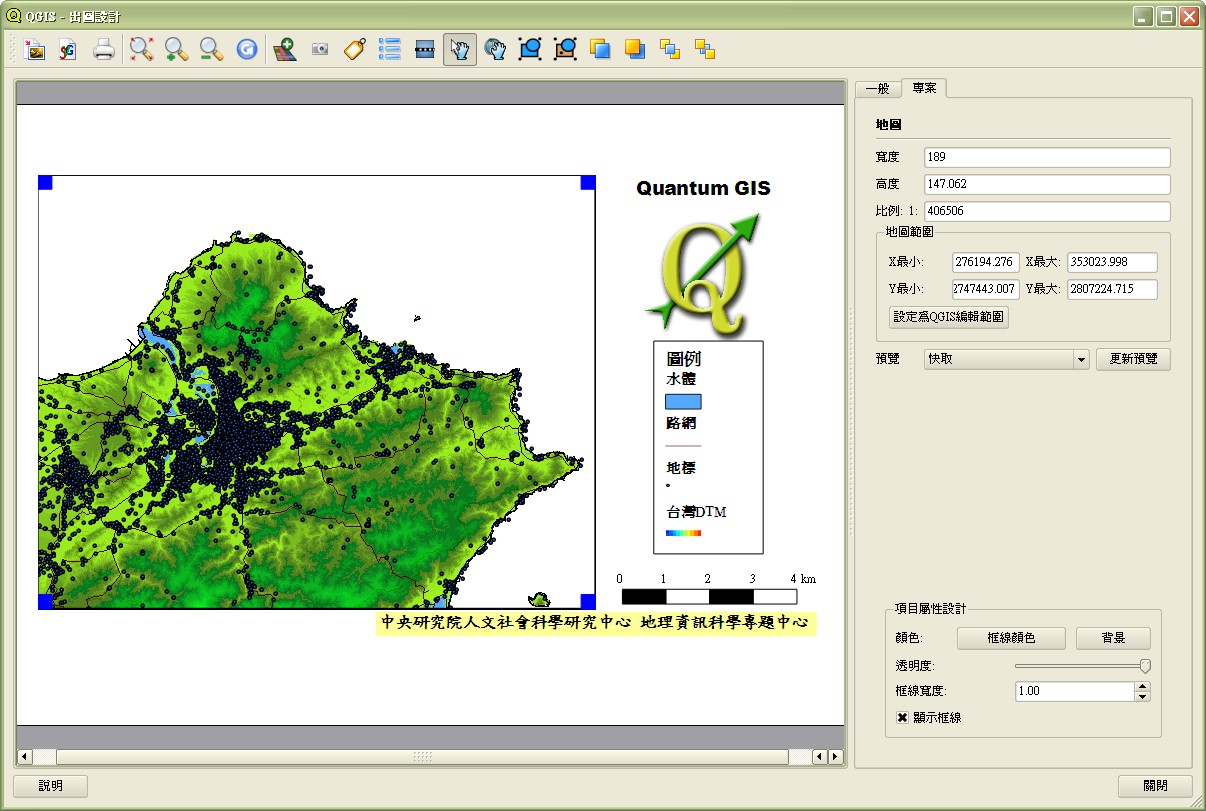 QGIS - 出圖設計
一般 專案
地圖
寬度 189
高度 147.062
比例: 1: 406506
地圖範圍
X最小: 276194.276 X最大: 353023.998
Y最小: 2747443.007 Y最大: 2807224.715
設定為QGIS編輯範圍
預覽 快取 更新預覽
Quantum GIS
圖例
水體
路網
地標
台灣DTM
0 1 2 3 4 km
中央研究院人文社會科學研究中心 地理資訊科學專題中心
項目屬性設計
顏色: 框線顏色 背景
透明度:
框線寬度: 1.00
顯示框線
說明 關閉